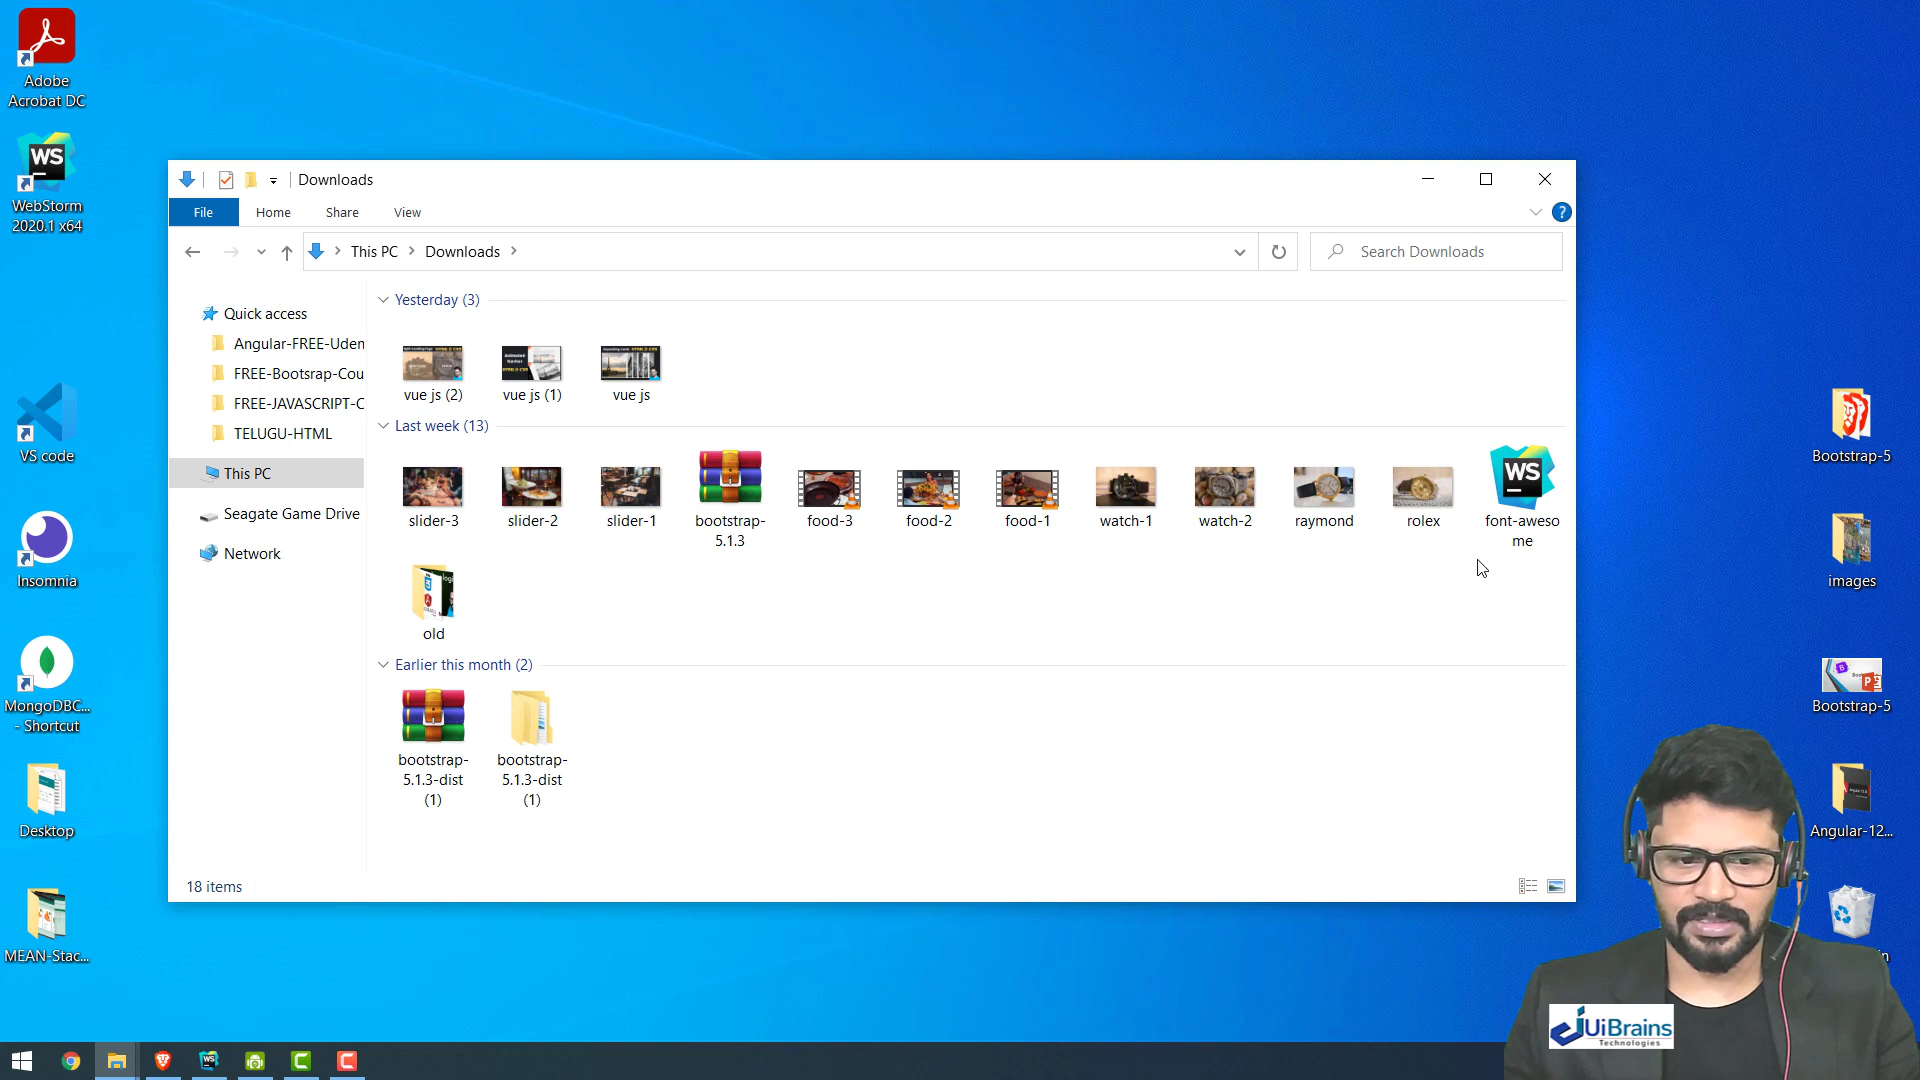 Adobe
Acrobat DC
WS
WebStorm
2020.1 x64
VS code
Insomnia
MongoDBC...
- Shortcut
Desktop
MEAN-Stac...
Downloads
File
Home
Share
View
This PC
Downloads
Search Downloads
Quick access
Angular-FREE-Uden
FREE-Bootsrap-Cou
FREE-JAVASCRIPT-C
TELUGU-HTML
This PC
Seagate Game Drive
Network
Yesterday (3)
vue js (2)
vue js (1)
vue js
Last week (13)
slider-3
slider-2
slider-1
bootstrap-
5.1.3
food-3
food-2
food-1
watch-1
watch-2
raymond
rolex
WS
font-aweso
me
old
Earlier this month (2)
bootstrap-
5.1.3-dist
(1)
bootstrap-
5.1.3-dist
(1)
18 items
Bootstrap-5
images
Bootstrap-5
Angular-12...
UiBrains
Technologies